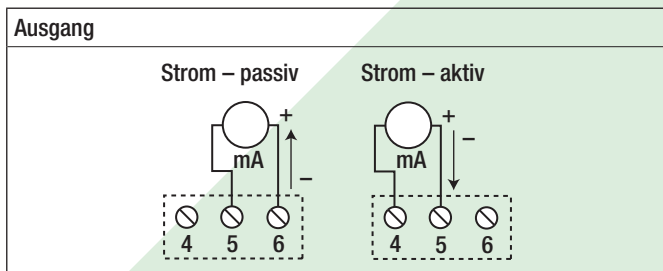 Ausgang
Strom – passiv Strom – aktiv
+ +
–
mA mA
–
4 5 6 4 5 6